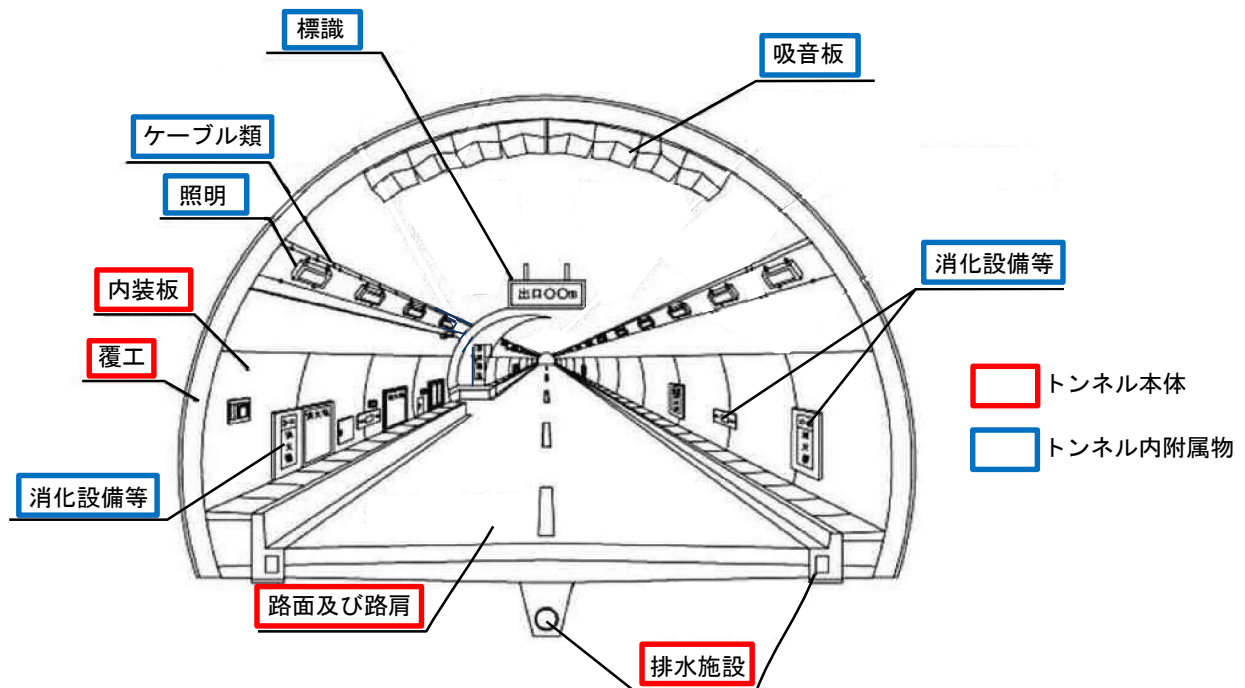 標識
吸音板
ケーブル類
照明
消化設備等
内装板
出口〇〇m
覆工
トンネル本体
トンネル内附属物
消化設備等
路面及び路肩
排水施設